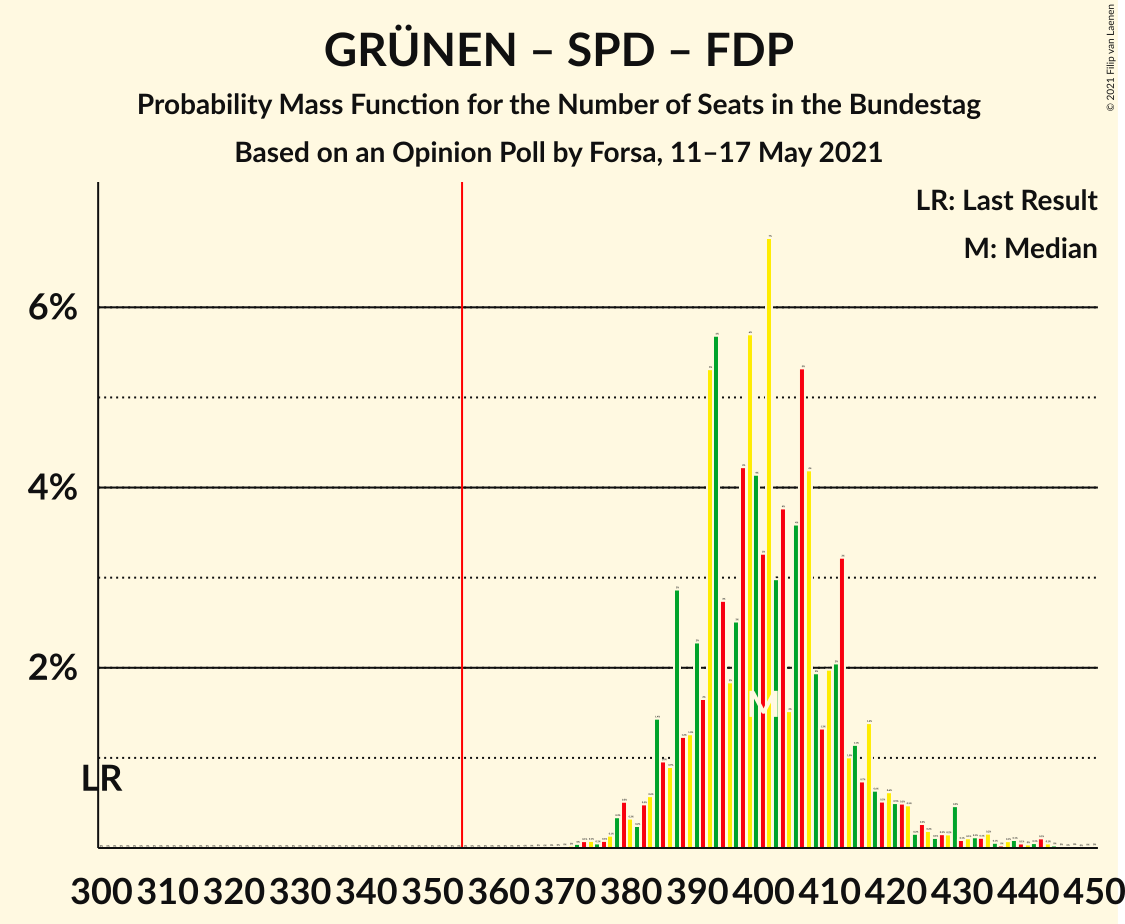 GRÜNEN – SPD – FDP
Probability Mass Function for the Number of Seats in the Bundestag
Based on an Opinion Poll by Forsa, 11–17 May 2021
© 2021 Filip van Laenen
LR: Last Result
M: Median
6%
4%
2%
M
LR
300 310 320 330 340 350 360 370 380 390 400 410 420 430 440 450